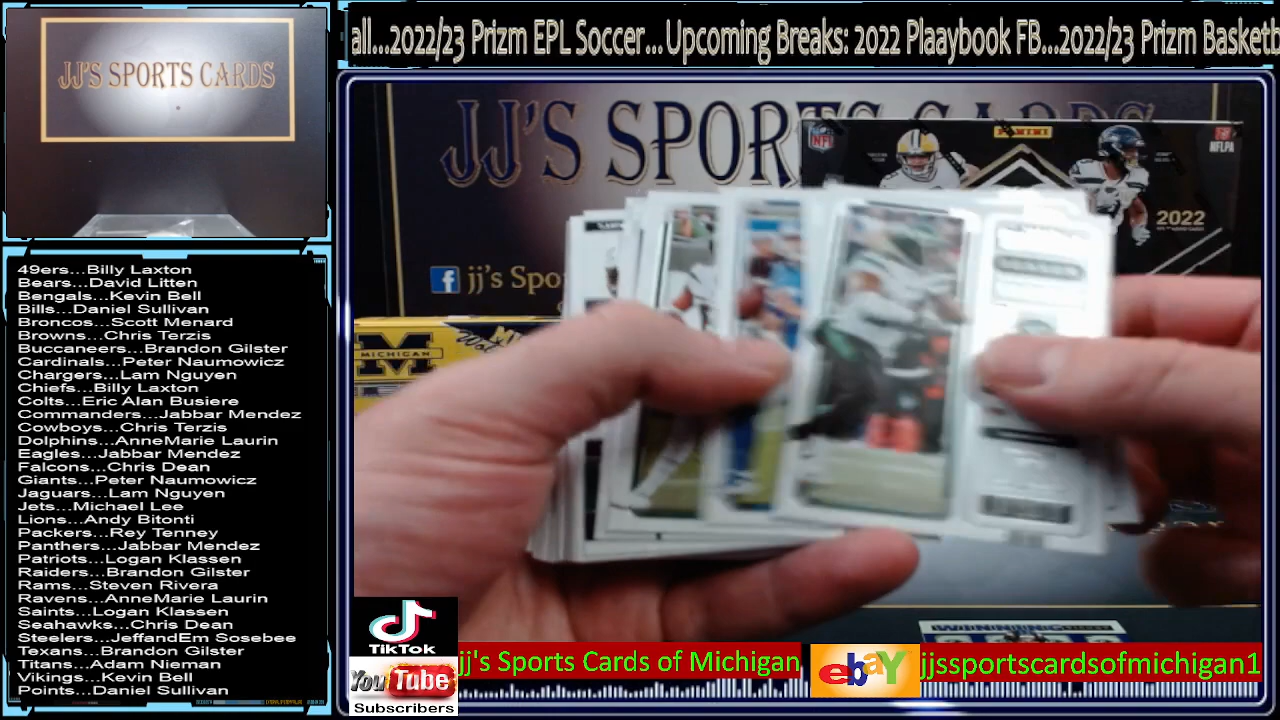 JJ'S SPORTS CARDS
all...2022/23 Prizm EPL Soccer...Upcoming Breaks: 2022 Plaaybook FB...2022/23 Prizm Basketb
JJ'S SPORTS CARDS
PANINI
NFL
NFLPA
2022
jj's Spo
MICHIGAN
49ers...Billy Laxton
Bears...David Litten
Bengals...Kevin Bell
Bills...Daniel Sullivan
Broncos...Scott Menard
Browns...Chris Terzis
Buccaneers...Brandon Gilster
Cardinals...Peter Naumowicz
Chargers...Lam Nguyen
Chiefs...Billy Laxton
Colts...Eric Alan Busiere
Commanders...Jabbar Mendez
Cowboys...Chris Terzis
Dolphins...AnneMarie Laurin
Eagles...Jabbar Mendez
Falcons...Chris Dean
Giants...Peter Naumowicz
Jaguars...Lam Nguyen
Jets...Michael Lee
Lions...Andy Bitonti
Packers...Rey Tenney
Panthers...Jabbar Mendez
Patriots...Logan Klassen
Raiders...Brandon Gilster
Rams...Steven Rivera
Ravens...AnneMarie Laurin
Saints...Logan Klassen
Seahawks...Chris Dean
Steelers...JeffandEm Sosebee
Texans...Brandon Gilster
Titans...Adam Nieman
Vikings...Kevin Bell
Points...Daniel Sullivan
TikTok
YouTube
Subscribers
jj's Sports Cards of Michigan
ebay
jjssportscardsofmichigan1